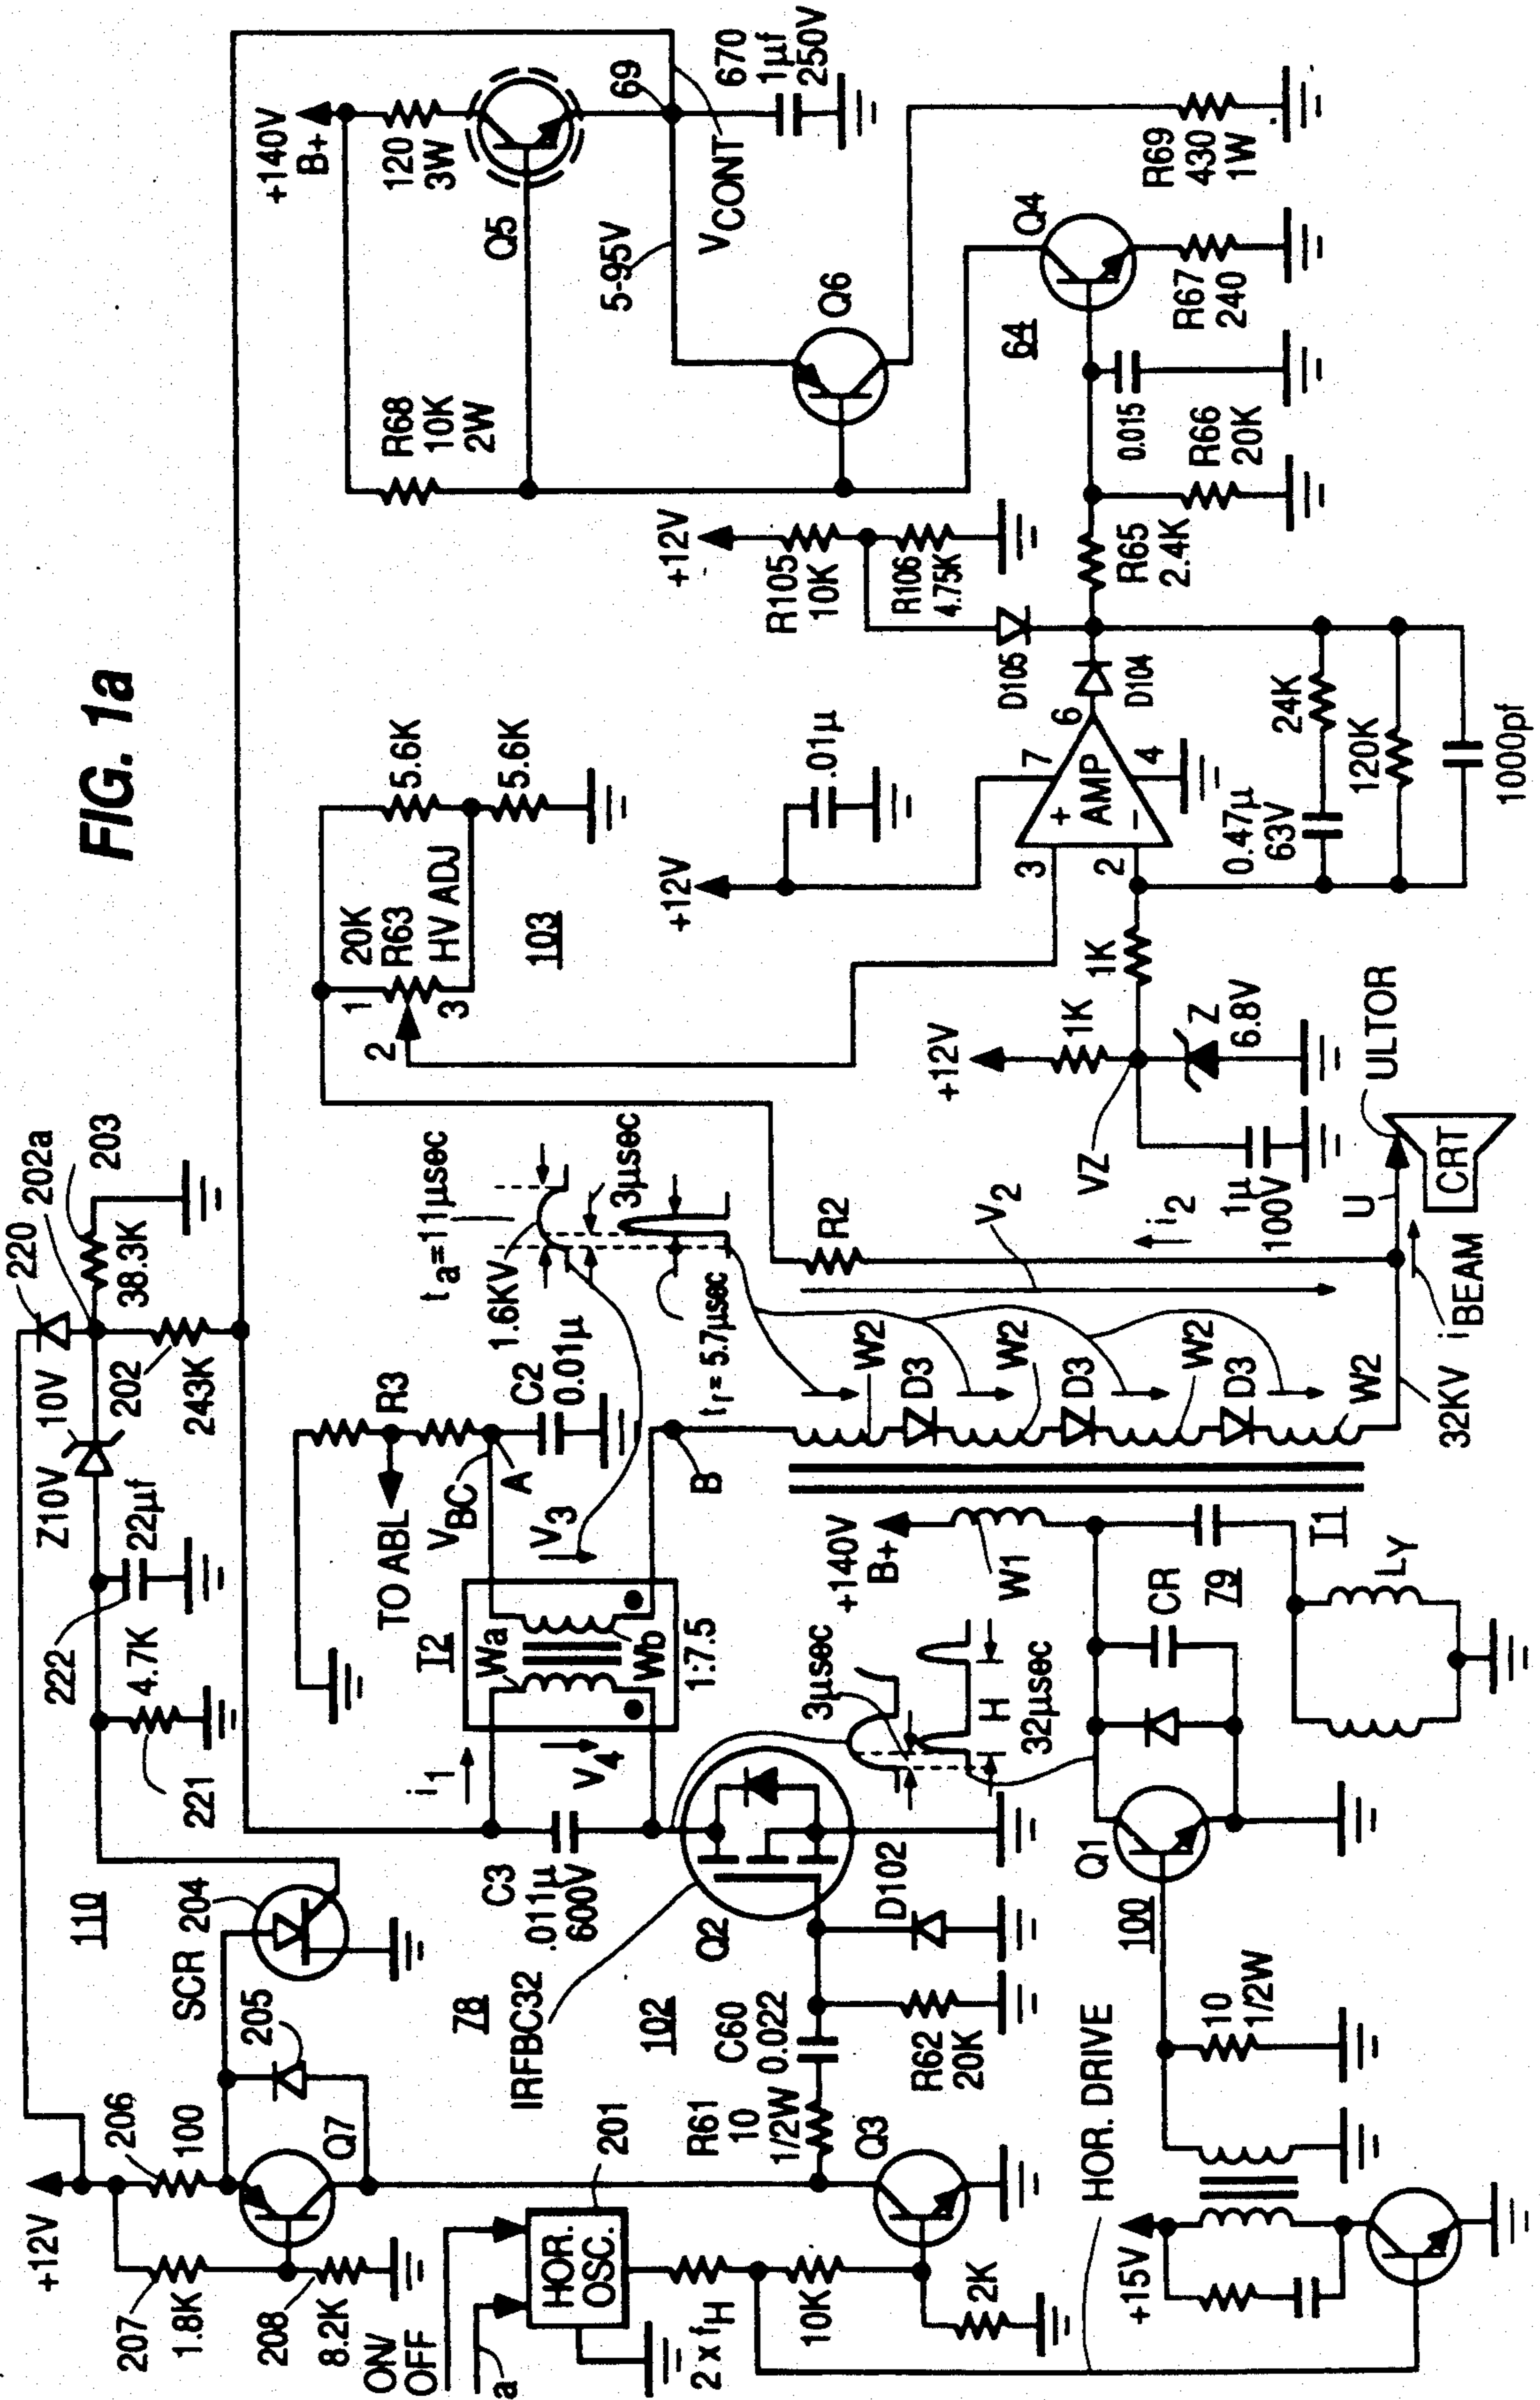 FIG. 1a
+12V
207
1.8K
206
100
208
8.2K
Q7
205
SCR
204
110
221
4.7K
222
22µf
Z10V
10V
220
202a
203
38.3K
202
243K
ON/
OFF
a
HOR.
OSC.
201
2 x fH
10K
2K
Q3
R61
10
1/2W
C60
0.022
R62
20K
D102
102
78
IRFBC32
Q2
C3
.011µ
600V
i1
V4
T2
Wa
Wb
1:7.5
V3
TO ABL
R3
VBC
A
C2
0.01µ
B
1.6KV
ta=11µsec
3µsec
tr=5.7µsec
HOR. DRIVE
+15V
10
1/2W
100
Q1
3µsec
H
32µsec
+140V
B+
W1
CR
79
T1
LY
W2
D3
W2
D3
W2
D3
W2
32KV
iBEAM
R2
V2
i2
U
ULTOR
CRT
20K
R63
HV ADJ
1
2
3
5.6K
5.6K
103
+12V
.01µ
+12V
1K
1K
VZ
Z
6.8V
1µ
100V
3
2
+
−
AMP
7
4
6
D104
D105
0.47µ
63V
24K
120K
1000pf
+12V
R105
10K
R106
4.75K
R65
2.4K
R66
20K
0.015
64
Q4
R67
240
R69
430
1W
Q6
R68
10K
2W
Q5
+140V
B+
120
3W
69
670
1µf
250V
5-95V
VCONT